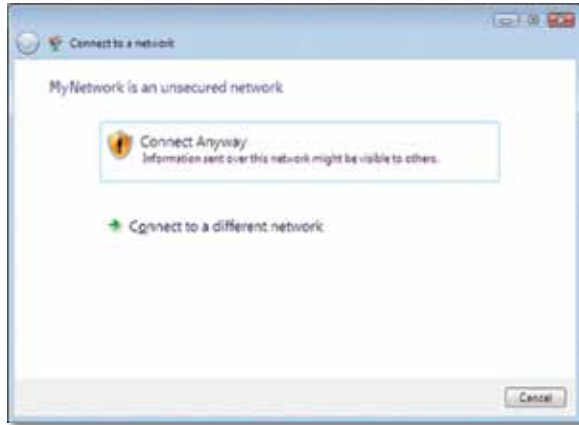 Connect to a network
MyNetwork is an unsecured network
Connect Anyway
Information sent over this network might be visible to others.
Connect to a different network
Cancel